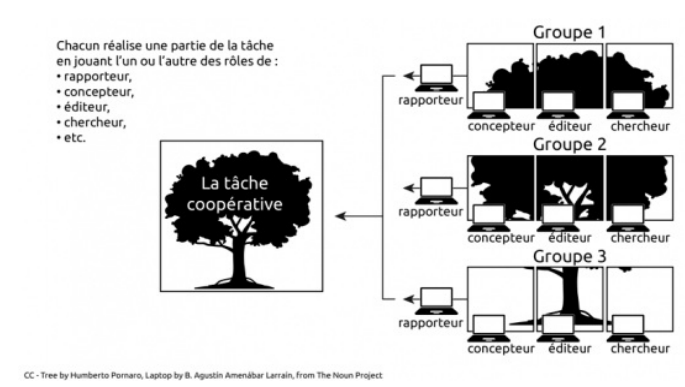 Chacun réalise une partie de la tâche
en jouant l'un ou l'autre des rôles de :
• rapporteur,
• concepteur,
• éditeur,
• chercheur,
• etc.
La tâche
coopérative
Groupe 1
rapporteur
concepteur éditeur chercheur
Groupe 2
rapporteur
concepteur éditeur chercheur
Groupe 3
rapporteur
concepteur éditeur chercheur
CC - Tree by Humberto Pornaro, Laptop by B. Agustín Amenábar Larraín, from The Noun Project